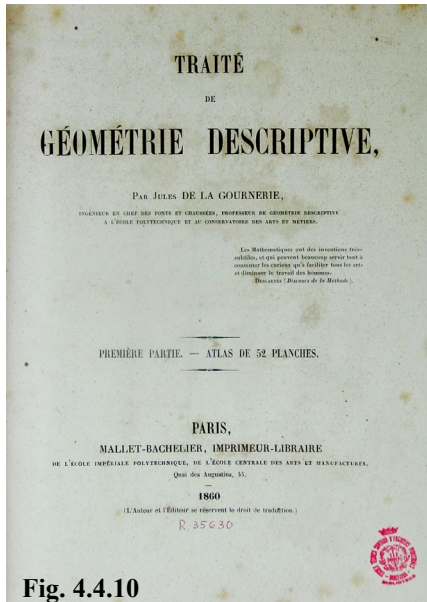 TRAITÉ
DE
GÉOMÉTRIE DESCRIPTIVE,
PAR JULES DE LA GOURNERIE,
INGÉNIEUR EN CHEF DES PONTS ET CHAUSSÉES, PROFESSEUR DE GÉOMÉTRIE DESCRIPTIVE
A L'ÉCOLE POLYTECHNIQUE ET AU CONSERVATOIRE DES ARTS ET MÉTIERS.
Les Mathématiques ont des inventions très-
subtiles, et qui peuvent beaucoup servir tant à
contenter les curieux qu'à faciliter tous les arts
et diminuer le travail des hommes.
DESCARTES (Discours de la Méthode).
PREMIÈRE PARTIE. — ATLAS DE 52 PLANCHES.
PARIS,
MALLET-BACHELIER, IMPRIMEUR-LIBRAIRE
DE L'ÉCOLE IMPÉRIALE POLYTECHNIQUE, DE L'ÉCOLE CENTRALE DES ARTS ET MANUFACTURES,
Quai des Augustins, 55.
1860
(L'Auteur et l'Éditeur se réservent le droit de traduction.)
R. 35630
Fig. 4.4.10